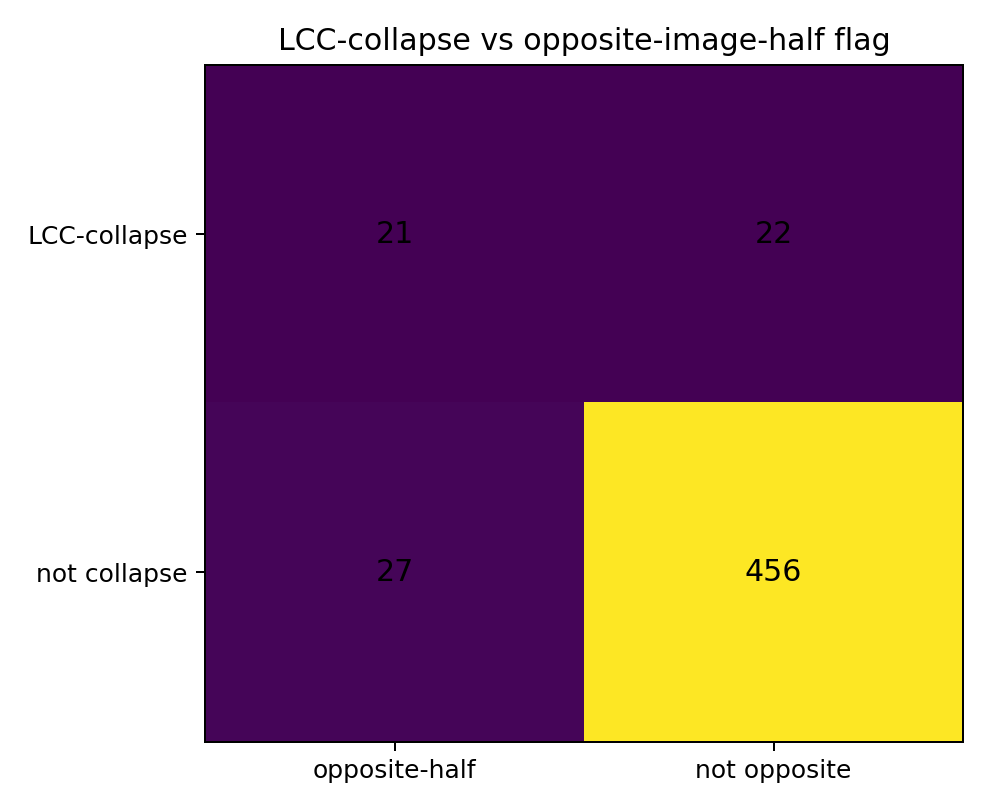 LCC-collapse vs opposite-image-half flag
LCC-collapse
21
22
not collapse
27
456
opposite-half
not opposite